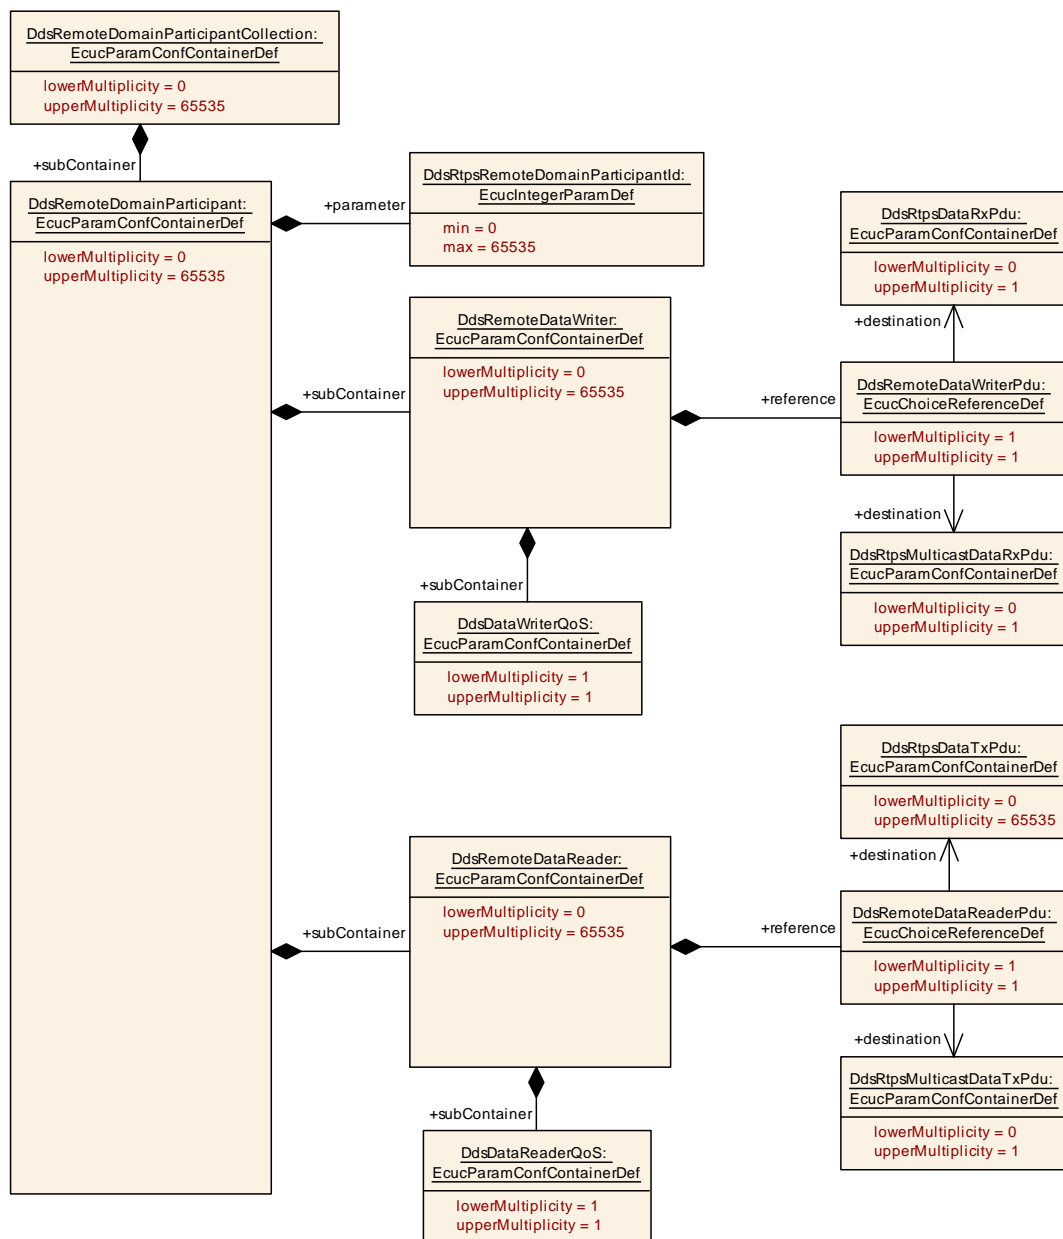 DdsRemoteDomainParticipantCollection:
EcucParamConfContainerDef
lowerMultiplicity = 0
upperMultiplicity = 65535
+subContainer
DdsRemoteDomainParticipant:
EcucParamConfContainerDef
lowerMultiplicity = 0
upperMultiplicity = 65535
+parameter
DdsRtpsRemoteDomainParticipantId:
EcucIntegerParamDef
min = 0
max = 65535
DdsRtpsDataRxPdu:
EcucParamConfContainerDef
lowerMultiplicity = 0
upperMultiplicity = 1
+destination
DdsRemoteDataWriter:
EcucParamConfContainerDef
lowerMultiplicity = 0
upperMultiplicity = 65535
+subContainer
+reference
DdsRemoteDataWriterPdu:
EcucChoiceReferenceDef
lowerMultiplicity = 1
upperMultiplicity = 1
+destination
DdsRtpsMulticastDataRxPdu:
EcucParamConfContainerDef
lowerMultiplicity = 0
upperMultiplicity = 1
+subContainer
DdsDataWriterQoS:
EcucParamConfContainerDef
lowerMultiplicity = 1
upperMultiplicity = 1
DdsRtpsDataTxPdu:
EcucParamConfContainerDef
lowerMultiplicity = 0
upperMultiplicity = 65535
+destination
DdsRemoteDataReader:
EcucParamConfContainerDef
lowerMultiplicity = 0
upperMultiplicity = 65535
+subContainer
+reference
DdsRemoteDataReaderPdu:
EcucChoiceReferenceDef
lowerMultiplicity = 1
upperMultiplicity = 1
+destination
DdsRtpsMulticastDataTxPdu:
EcucParamConfContainerDef
lowerMultiplicity = 0
upperMultiplicity = 1
+subContainer
DdsDataReaderQoS:
EcucParamConfContainerDef
lowerMultiplicity = 1
upperMultiplicity = 1